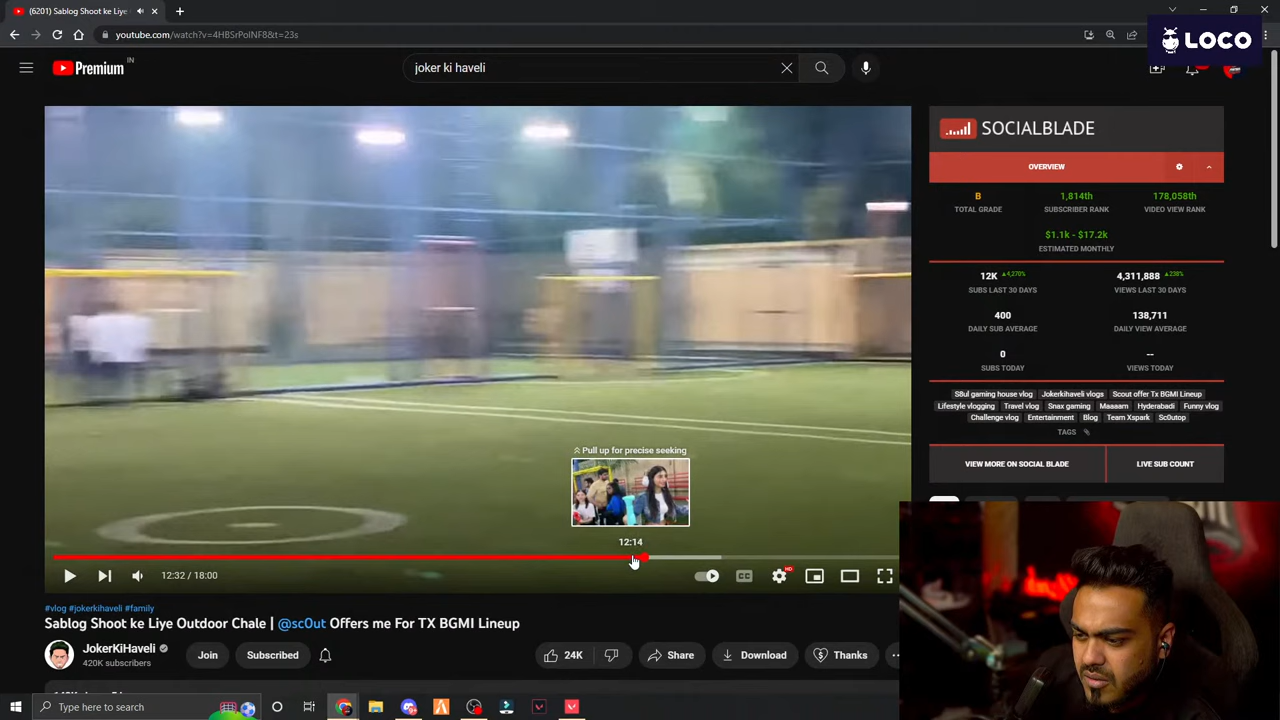 (6201) Sablog Shoot ke Liye
youtube.com/watch?v=4HBSrPoINF8&t=23s
LOCO
Premium IN
joker ki haveli
SOCIALBLADE
OVERVIEW
B
TOTAL GRADE
1,814th
SUBSCRIBER RANK
178,058th
VIDEO VIEW RANK
$1.1k - $17.2k
ESTIMATED MONTHLY
12K ▲4,270%
SUBS LAST 30 DAYS
4,311,888 ▲238%
VIEWS LAST 30 DAYS
400
DAILY SUB AVERAGE
138,711
DAILY VIEW AVERAGE
0
SUBS TODAY
--
VIEWS TODAY
S8ul gaming house vlog Jokerkihaveli vlogs Scout offer Tx BGMI Lineup
Lifestyle vlogging Travel vlog Snax gaming Maaaam Hyderabadi Funny vlog
Challenge vlog Entertainment Blog Team Xspark Sc0utop
TAGS
VIEW MORE ON SOCIAL BLADE
LIVE SUB COUNT
Pull up for precise seeking
12:14
12:32 / 18:00
CC
HD
#vlog #jokerkihaveli #family
Sablog Shoot ke Liye Outdoor Chale | @sc0ut Offers me For TX BGMI Lineup
JokerKiHaveli
420K subscribers
Join
Subscribed
24K
Share
Download
Thanks
Type here to search